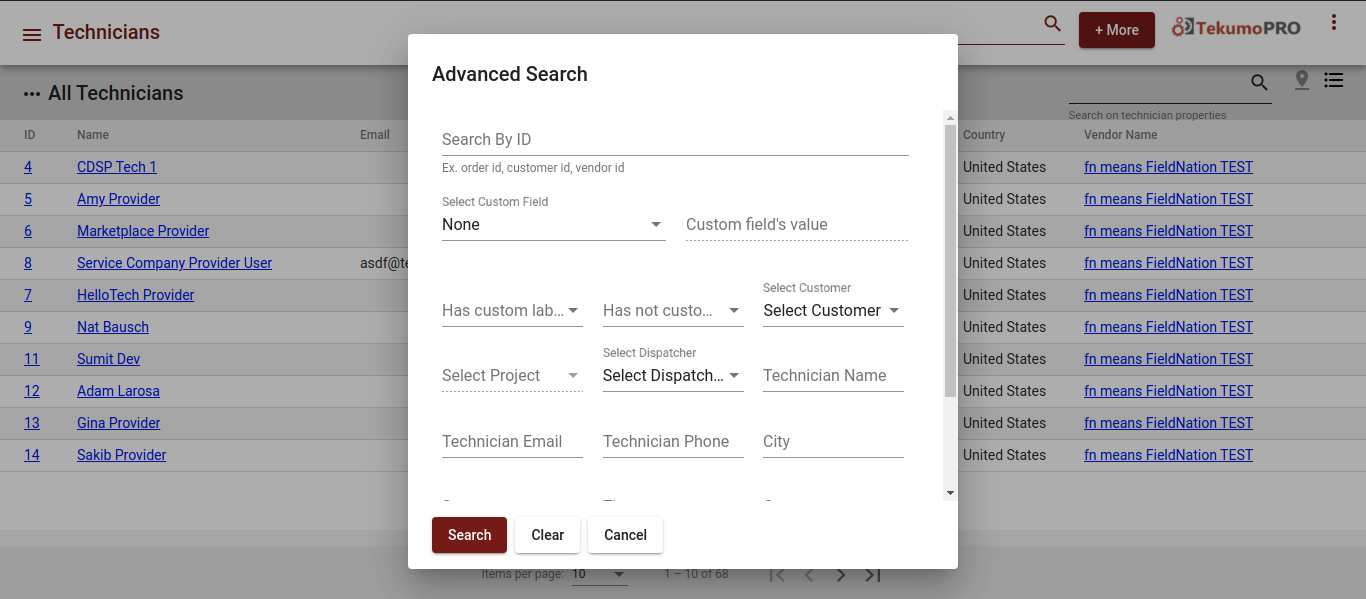 Technicians
+ More
TekumoPRO
Advanced Search
All Technicians
Search on technician properties
ID Name Email Country Vendor Name
4 CDSP Tech 1 United States fn means FieldNation TEST
5 Amy Provider United States fn means FieldNation TEST
6 Marketplace Provider United States fn means FieldNation TEST
8 Service Company Provider User asdf@te United States fn means FieldNation TEST
7 HelloTech Provider United States fn means FieldNation TEST
9 Nat Bausch United States fn means FieldNation TEST
11 Sumit Dev United States fn means FieldNation TEST
12 Adam Larosa United States fn means FieldNation TEST
13 Gina Provider United States fn means FieldNation TEST
14 Sakib Provider United States fn means FieldNation TEST
Search By ID
Ex. order id, customer id, vendor id
Select Custom Field
None Custom field's value
Select Customer
Has custom lab... Has not custo... Select Customer
Select Dispatcher
Select Project Select Dispatch... Technician Name
Technician Email Technician Phone City
Search Clear Cancel
Items per page: 10 1 – 10 of 68